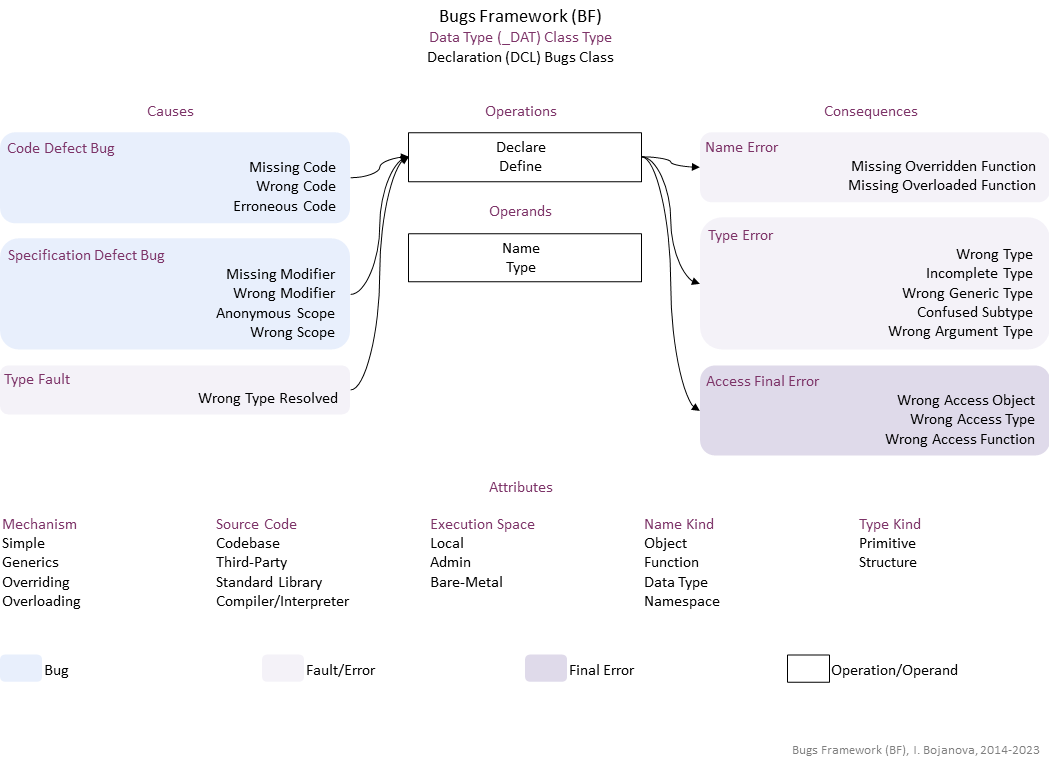 Bugs Framework (BF)
Data Type (_DAT) Class Type
Declaration (DCL) Bugs Class
Causes
Operations
Consequences
Code Defect Bug
Missing Code
Wrong Code
Erroneous Code
Specification Defect Bug
Missing Modifier
Wrong Modifier
Anonymous Scope
Wrong Scope
Type Fault
Wrong Type Resolved
Declare
Define
Operands
Name
Type
Name Error
Missing Overridden Function
Missing Overloaded Function
Type Error
Wrong Type
Incomplete Type
Wrong Generic Type
Confused Subtype
Wrong Argument Type
Access Final Error
Wrong Access Object
Wrong Access Type
Wrong Access Function
Attributes
Mechanism
Simple
Generics
Overriding
Overloading
Source Code
Codebase
Third-Party
Standard Library
Compiler/Interpreter
Execution Space
Local
Admin
Bare-Metal
Name Kind
Object
Function
Data Type
Namespace
Type Kind
Primitive
Structure
Bug
Fault/Error
Final Error
Operation/Operand
Bugs Framework (BF), I. Bojanova, 2014-2023